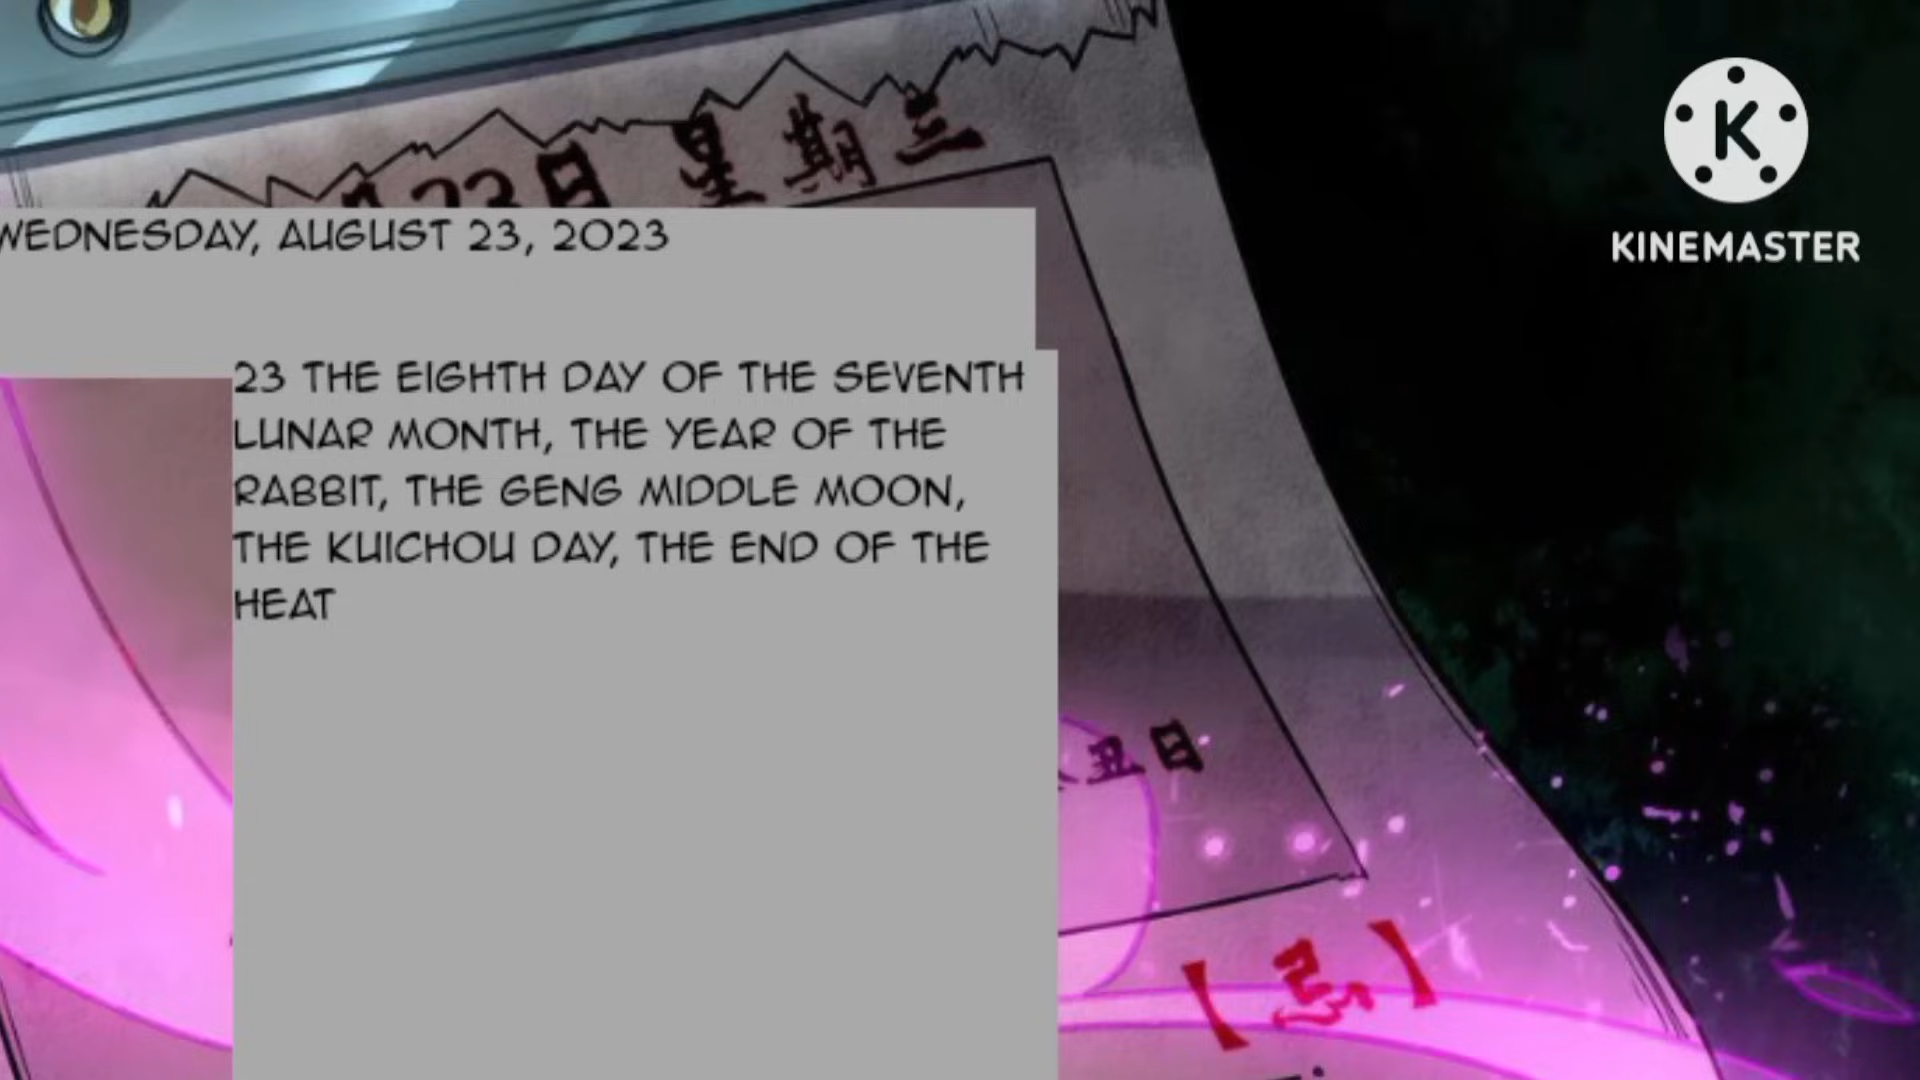 23日 星期三
K
KINEMASTER
WEDNESDAY, AUGUST 23, 2023
23 THE EIGHTH DAY OF THE SEVENTH
LUNAR MONTH, THE YEAR OF THE
RABBIT, THE GENG MIDDLE MOON,
THE KUICHOU DAY, THE END OF THE
HEAT
丑日
【忌】